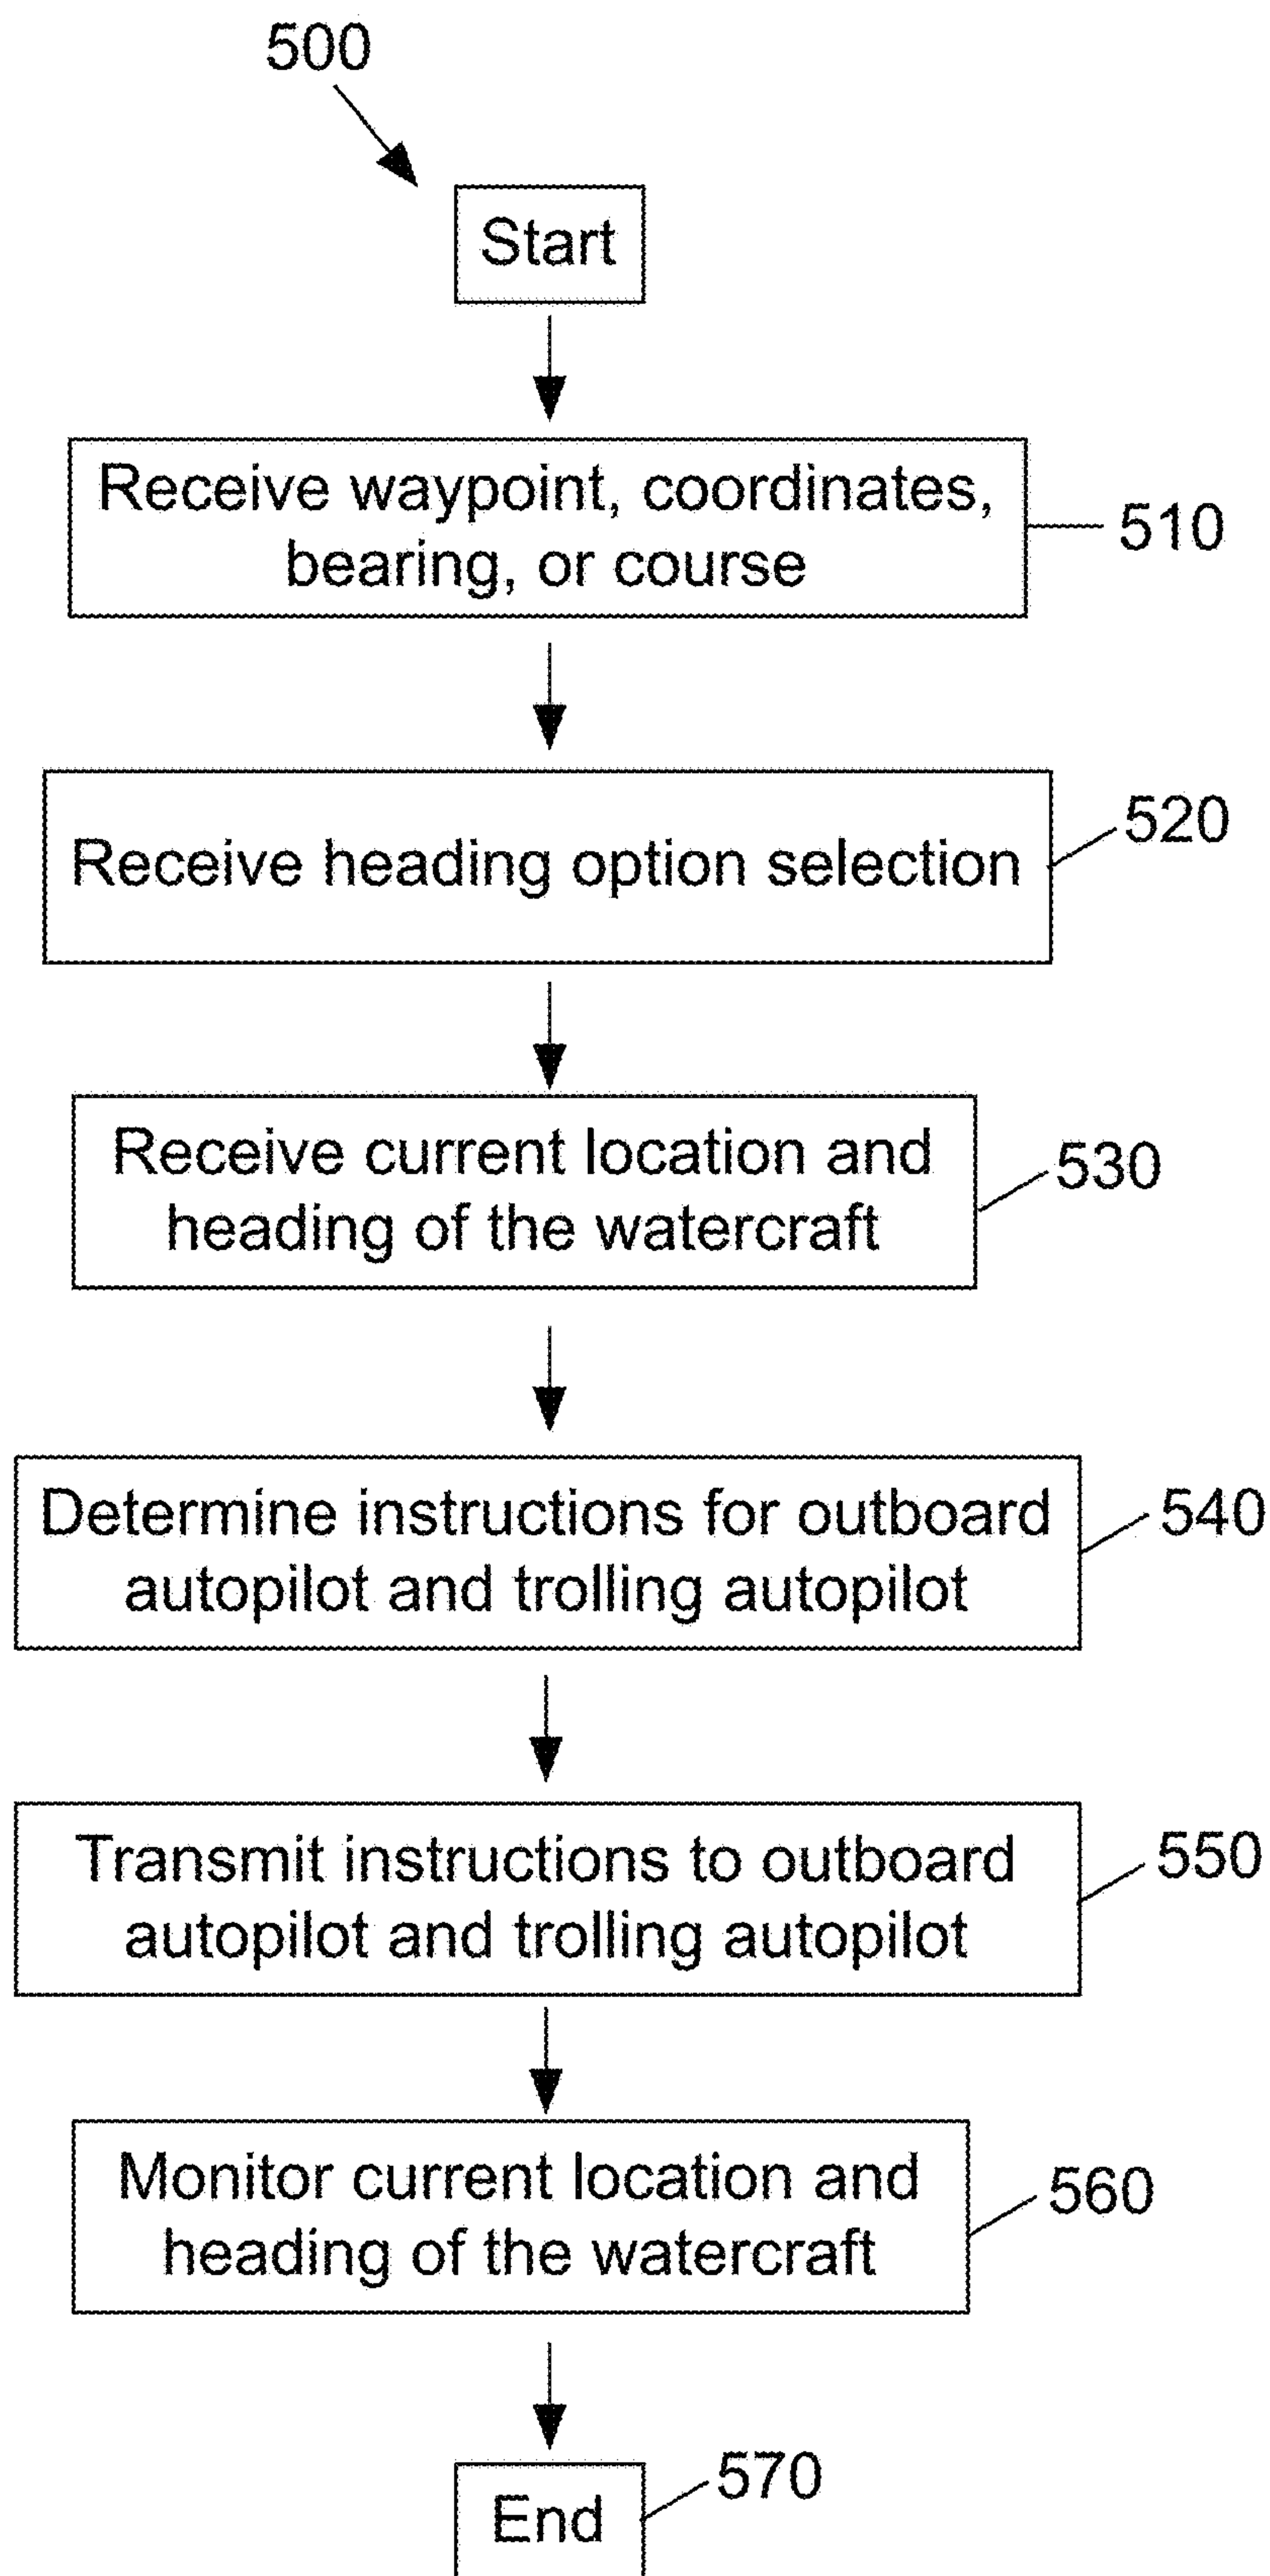 500
Start
Receive waypoint, coordinates,
bearing, or course
510
Receive heading option selection
520
Receive current location and
heading of the watercraft
530
Determine instructions for outboard
autopilot and trolling autopilot
540
Transmit instructions to outboard
autopilot and trolling autopilot
550
Monitor current location and
heading of the watercraft
560
End
570